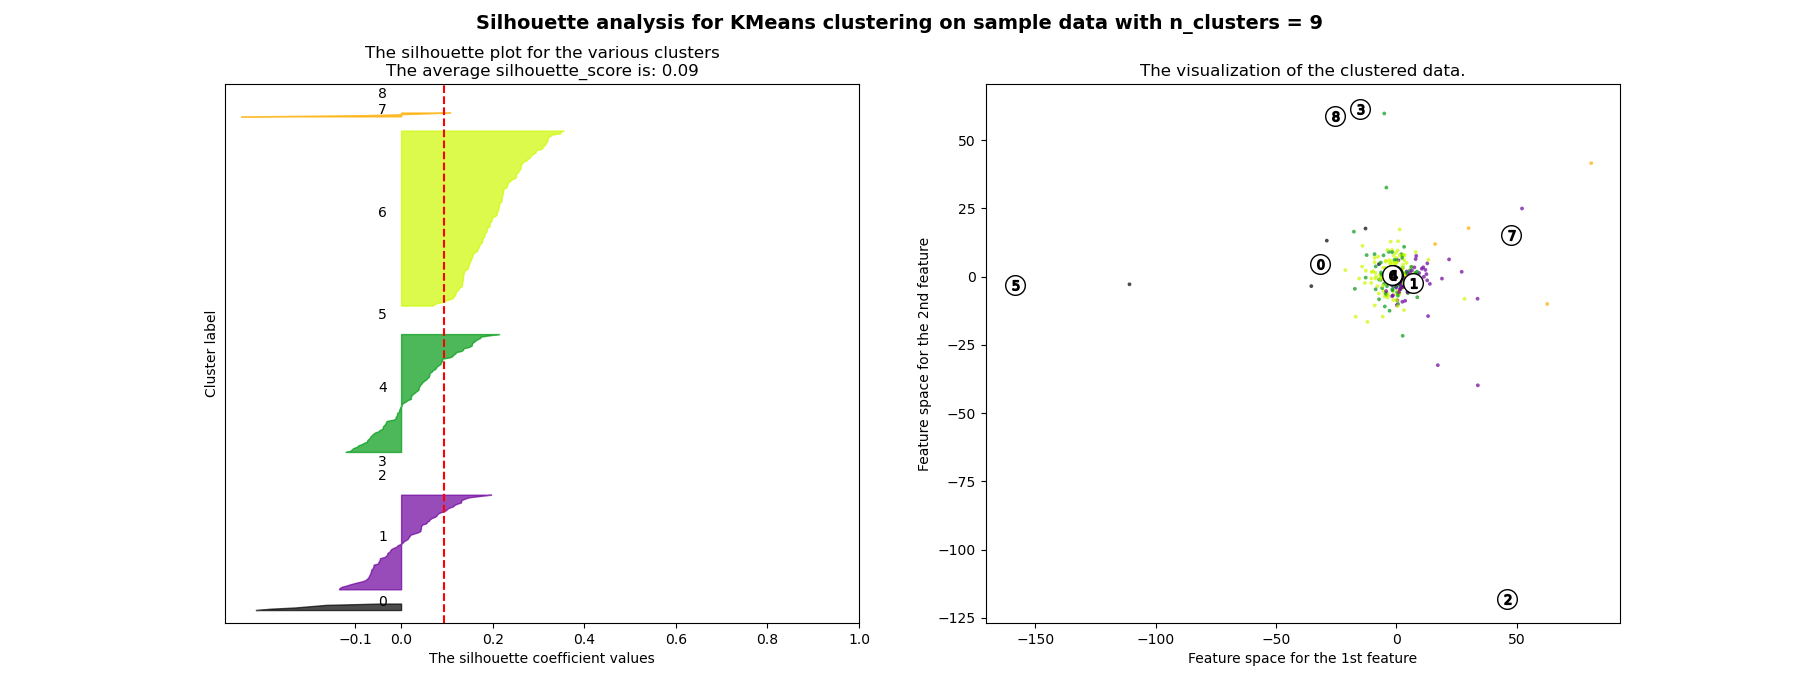 Silhouette analysis for KMeans clustering on sample data with n_clusters = 9
The silhouette plot for the various clusters
The average silhouette_score is: 0.09
8
7
6
5
4
3
2
1
0
Cluster label
−0.1 0.0 0.2 0.4 0.6 0.8 1.0
The silhouette coefficient values
The visualization of the clustered data.
50
25
0
−25
−50
−75
−100
−125
Feature space for the 2nd feature
8 3
7
0
1
5
2
−150 −100 −50 0 50
Feature space for the 1st feature